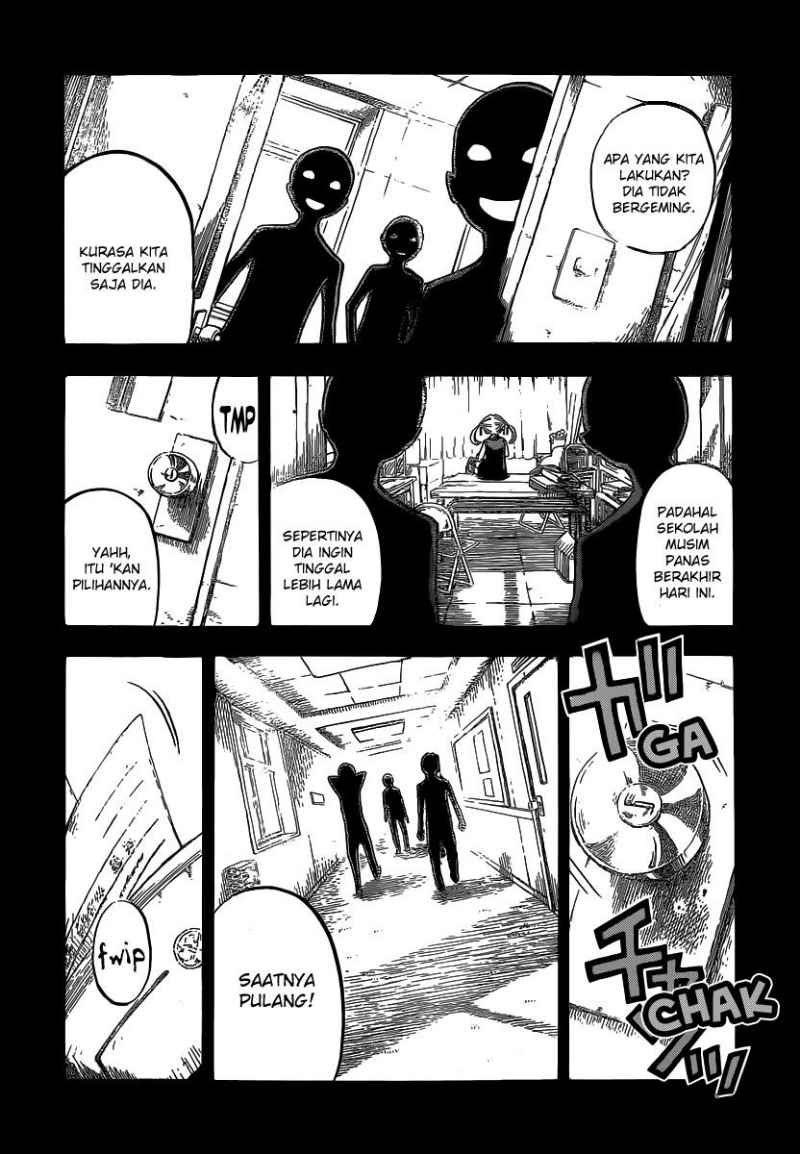 APA YANG KITA
LAKUKAN?
DIA TIDAK
BERGEMING.
KURASA KITA
TINGGALKAN
SAJA DIA.
PADAHAL
SEKOLAH
MUSIM
PANAS
BERAKHIR
HARI INI.
SEPERTINYA
DIA INGIN
TINGGAL
LEBIH LAMA
LAGI.
TMP
YAHH,
ITU 'KAN
PILIHANNYA.
ガ
GA
チャ
CHAK
SAATNYA
PULANG!
fwip